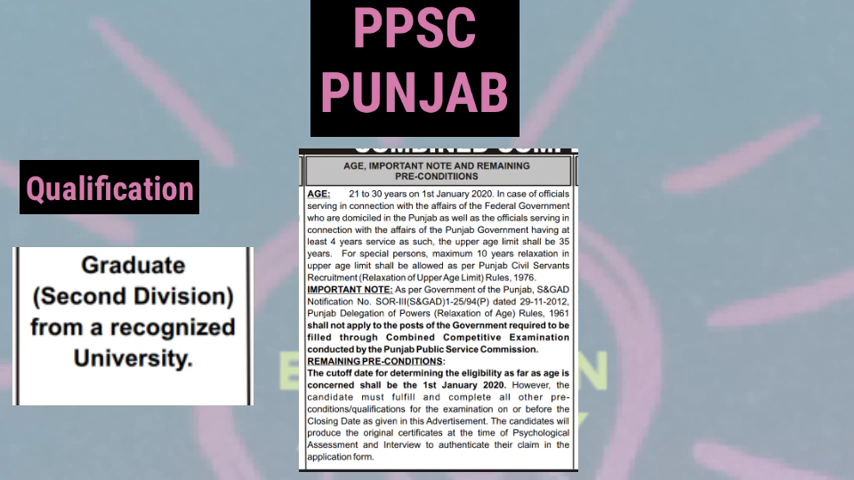 PPSC
PUNJAB
Qualification
Graduate
(Second Division)
from a recognized
University.
AGE, IMPORTANT NOTE AND REMAINING
PRE-CONDITIIONS
AGE: 21 to 30 years on 1st January 2020. In case of officials
serving in connection with the affairs of the Federal Government
who are domiciled in the Punjab as well as the officials serving in
connection with the affairs of the Punjab Government having at
least 4 years service as such, the upper age limit shall be 35
years. For special persons, maximum 10 years relaxation in
upper age limit shall be allowed as per Punjab Civil Servants
Recruitment (Relaxation of Upper Age Limit) Rules, 1976.
IMPORTANT NOTE: As per Government of the Punjab, S&GAD
Notification No. SOR-III(S&GAD)1-25/94(P) dated 29-11-2012,
Punjab Delegation of Powers (Relaxation of Age) Rules, 1961
shall not apply to the posts of the Government required to be
filled through Combined Competitive Examination
conducted by the Punjab Public Service Commission.
REMAINING PRE-CONDITIONS:
The cutoff date for determining the eligibility as far as age is
concerned shall be the 1st January 2020. However, the
candidate must fulfill and complete all other pre-
conditions/qualifications for the examination on or before the
Closing Date as given in this Advertisement. The candidates will
produce the original certificates at the time of Psychological
Assessment and Interview to authenticate their claim in the
application form.